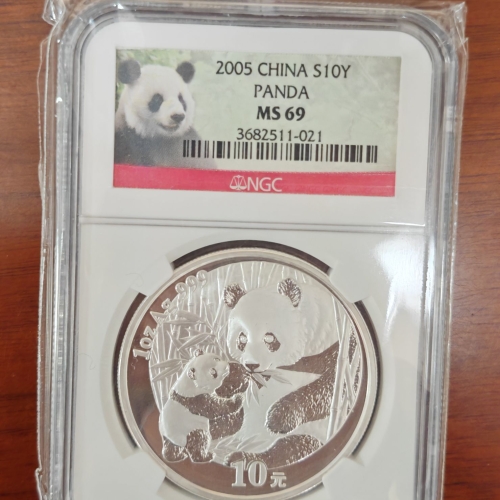 2005 CHINA S10Y
PANDA
MS 69
3682511-021
NGC
1oz Ag .999
10元